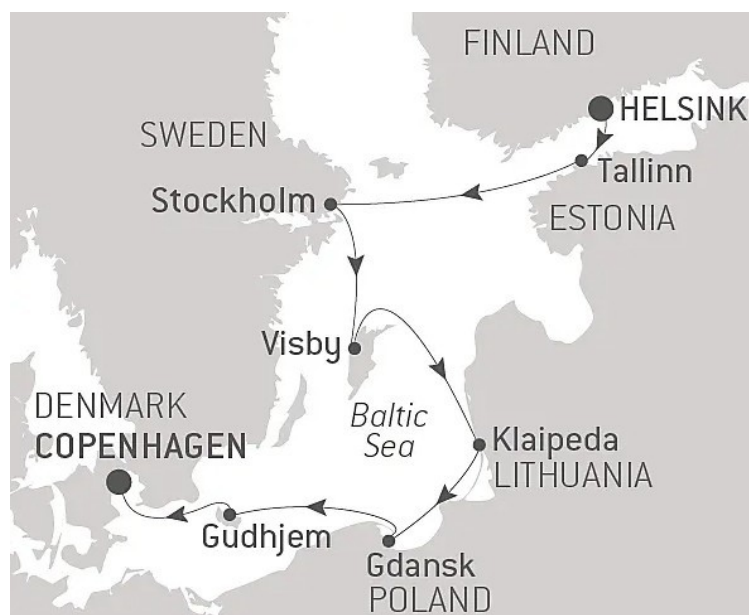 FINLAND
HELSINK
SWEDEN
Tallinn
Stockholm
ESTONIA
Visby
DENMARK
COPENHAGEN
Baltic
Sea
Klaipeda
LITHUANIA
Gudhjem
Gdansk
POLAND